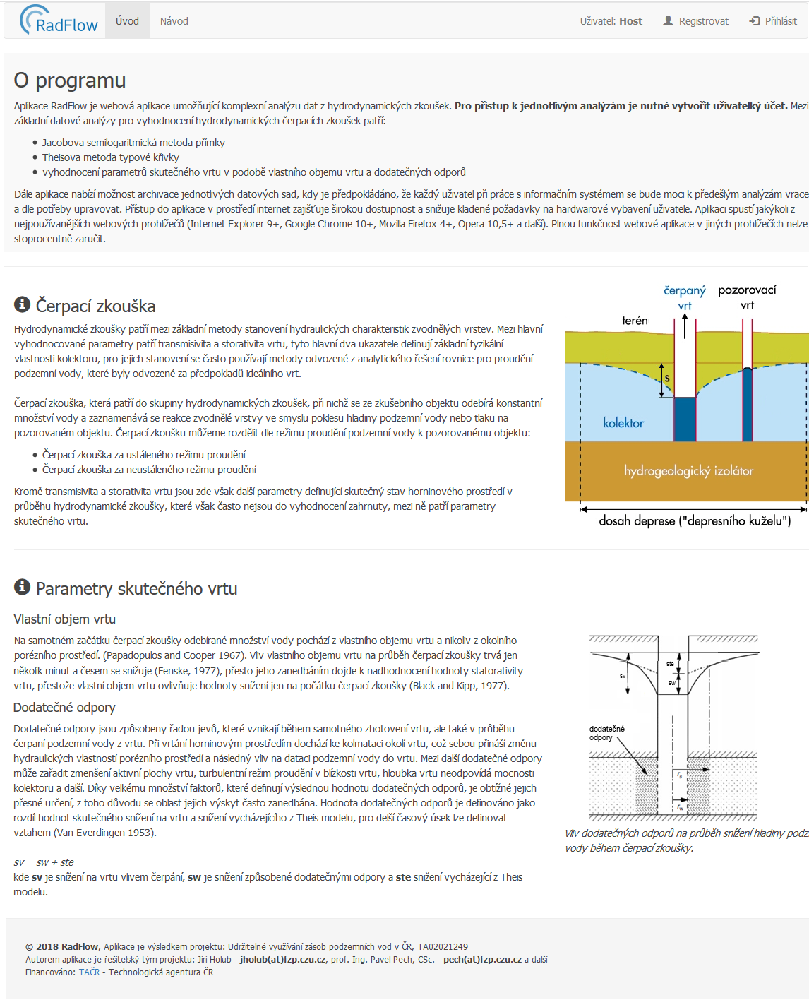 RadFlow Úvod Návod Uživatel: Host Registrovat Přihlásit
O programu
Aplikace RadFlow je webová aplikace umožňující komplexní analýzu dat z hydrodynamických zkoušek. Pro přístup k jednotlivým analýzám je nutné vytvořit uživatelký účet. Mezi
základní datové analýzy pro vyhodnocení hydrodynamických čerpacích zkoušek patří:
Jacobova semilogaritmická metoda přímky
Theisova metoda typové křivky
vyhodnocení parametrů skutečného vrtu v podobě vlastního objemu vrtu a dodatečných odporů
Dále aplikace nabízí možnost archivace jednotlivých datových sad, kdy je předpokládáno, že každý uživatel při práce s informačním systémem se bude moci k předešlým analýzám vrace
a dle potřeby upravovat. Přístup do aplikace v prostředí internet zajišťuje širokou dostupnost a snižuje kladené požadavky na hardwarové vybavení uživatele. Aplikaci spustí jakýkoli z
nejpoužívanějších webových prohlížečů (Internet Explorer 9+, Google Chrome 10+, Mozilla Firefox 4+, Opera 10,5+ a další). Plnou funkčnost webové aplikace v jiných prohlížečích nelze
stoprocentně zaručit.
Čerpací zkouška
Hydrodynamické zkoušky patří mezi základní metody stanovení hydraulických charakteristik zvodnělých vrstev. Mezi hlavní
vyhodnocované parametry patří transmisivita a storativita vrtu, tyto hlavní dva ukazatele definují základní fyzikální
vlastnosti kolektoru, pro jejich stanovení se často používají metody odvozené z analytického řešení rovnice pro proudění
podzemní vody, které byly odvozené za předpokladů ideálního vrt.
Čerpací zkouška, která patří do skupiny hydrodynamických zkoušek, při nichž se ze zkušebního objektu odebírá konstantní
množství vody a zaznamenává se reakce zvodnělé vrstvy ve smyslu poklesu hladiny podzemní vody nebo tlaku na
pozorovaném objektu. Čerpací zkoušku můžeme rozdělit dle režimu proudění podzemní vody k pozorovanému objektu:
Čerpací zkouška za ustáleného režimu proudění
Čerpací zkouška za neustáleného režimu proudění
Kromě transmisivita a storativita vrtu jsou zde však další parametry definující skutečný stav horninového prostředí v
průběhu hydrodynamické zkoušky, které však často nejsou do vyhodnocení zahrnuty, mezi ně patří parametry
skutečného vrtu.
čerpaný pozorovací
vrt vrt
terén
s
kolektor
hydrogeologický izolátor
dosah deprese ("depresního kuželu")
Parametry skutečného vrtu
Vlastní objem vrtu
Na samotném začátku čerpací zkoušky odebírané množství vody pochází z vlastního objemu vrtu a nikoliv z okolního
porézního prostředí. (Papadopulos and Cooper 1967). Vliv vlastního objemu vrtu na průběh čerpací zkoušky trvá jen
několik minut a česem se snižuje (Fenske, 1977), přesto jeho zanedbáním dojde k nadhodnocení hodnoty statorativity
vrtu, přestože vlastní objem vrtu ovlivňuje hodnoty snížení jen na počátku čerpací zkoušky (Black and Kipp, 1977).
Dodatečné odpory
Dodatečné odpory jsou způsobeny řadou jevů, které vznikají během samotného zhotovení vrtu, ale také v průběhu
čerpaní podzemní vody z vrtu. Při vrtání horninovým prostředím dochází ke kolmataci okolí vrtu, což sebou přináší změnu
hydraulických vlastností porézního prostředí a následný vliv na dataci podzemní vody do vrtu. Mezi další dodatečné odpory
může zařadit zmenšení aktivní plochy vrtu, turbulentní režim proudění v blízkosti vrtu, hloubka vrtu neodpovídá mocnosti
kolektoru a další. Díky velkému množství faktorů, které definují výslednou hodnotu dodatečných odporů, je obtížné jejich
přesné určení, z toho důvodu se oblast jejich výskyt často zanedbána. Hodnota dodatečných odporů je definováno jako
rozdíl hodnot skutečného snížení na vrtu a snížení vycházejícího z Theis modelu, pro delší časový úsek lze definovat
vztahem (Van Everdingen 1953).
sv = sw + ste
kde sv je snížení na vrtu vlivem čerpání, sw je snížení způsobené dodatečnými odpory a ste snižení vycházející z Theis
modelu.
ste
sv
sw
dodatečné
odpory
rs
rw
Vliv dodatečných odporů na průběh snížení hladiny podz
vody během čerpací zkoušky.
© 2018 RadFlow, Aplikace je výsledkem projektu: Udržitelné využívání zásob podzemních vod v ČR, TA02021249
Autorem aplikace je řešitelský tým projektu: Jiri Holub - jholub(at)fzp.czu.cz, prof. Ing. Pavel Pech, CSc. - pech(at)fzp.czu.cz a další
Financováno: TAČR - Technologická agentura ČR